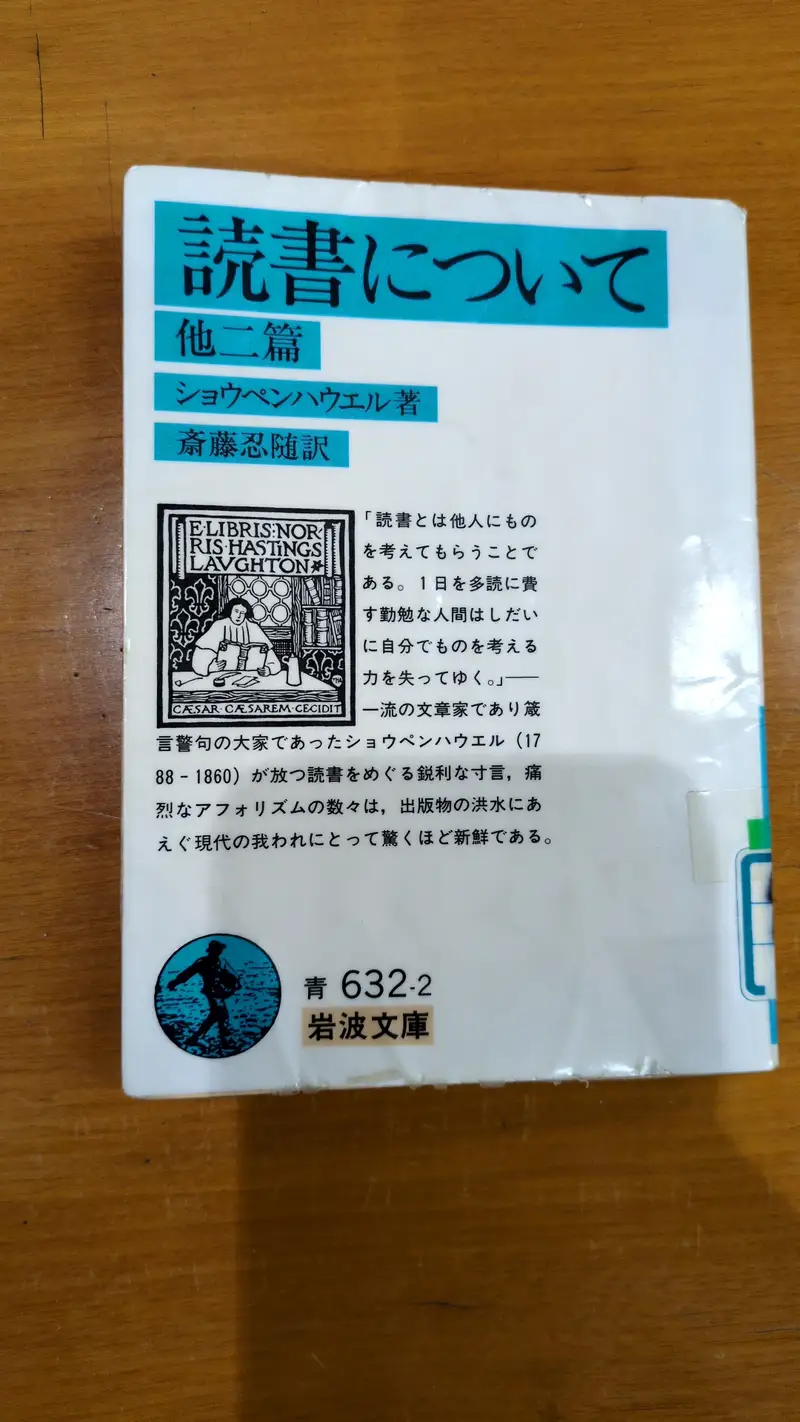 読書について
他二篇
ショウペンハウエル著
斎藤忍随訳
E·LIBRIS:NOR·
RIS·HASTINGS
LAVGHTON
CÆSAR·CÆSAREM·CECIDIT
「読書とは他人にもの
を考えてもらうことで
ある。1日を多読に費
す勤勉な人間はしだい
に自分でものを考える
力を失ってゆく。」──
一流の文章家であり箴
言警句の大家であったショウペンハウエル(17
88-1860)が放つ読書をめぐる鋭利な寸言,痛
烈なアフォリズムの数々は,出版物の洪水にあ
えぐ現代の我われにとって驚くほど新鮮である。
青 632-2
岩波文庫